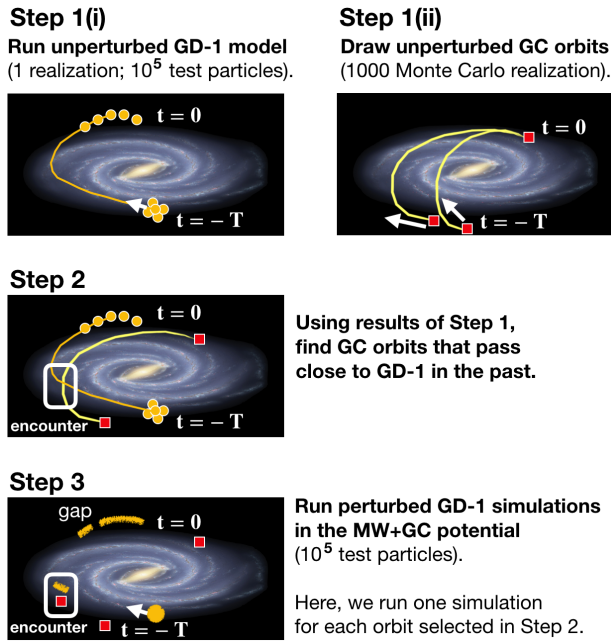 Step 1(i)
Run unperturbed GD-1 model
(1 realization; 10⁵ test particles).
t = 0
t = − T
Step 1(ii)
Draw unperturbed GC orbits
(1000 Monte Carlo realization).
t = 0
t = − T
Step 2
t = 0
t = − T
encounter
Using results of Step 1,
find GC orbits that pass
close to GD-1 in the past.
Step 3
gap
t = 0
encounter
t = − T
Run perturbed GD-1 simulations
in the MW+GC potential
(10⁵ test particles).
Here, we run one simulation
for each orbit selected in Step 2.